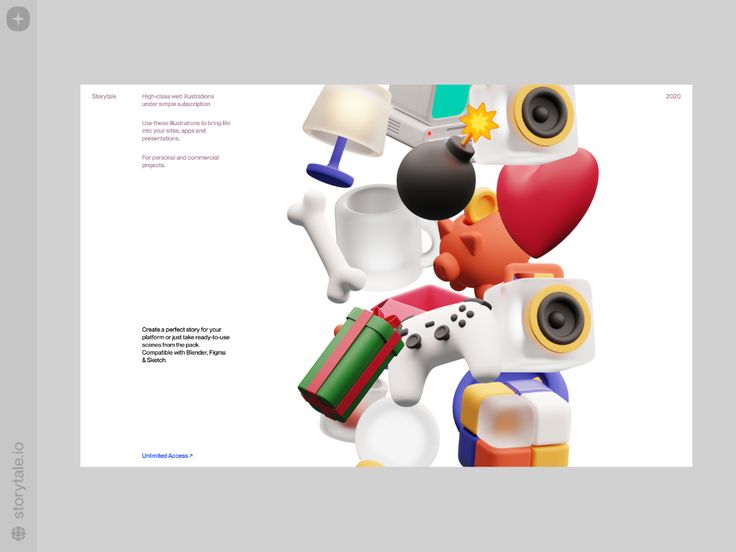 Storytale
High-class web illustrations
under simple subscription
2020
Use these illustrations to bring life
into your sites, apps and
presentations.
For personal and commercial
projects.
Create a perfect story for your
platform or just take ready-to-use
scenes from the pack.
Compatible with Blender, Figma
& Sketch.
Unlimited Access ↗
storytale.io